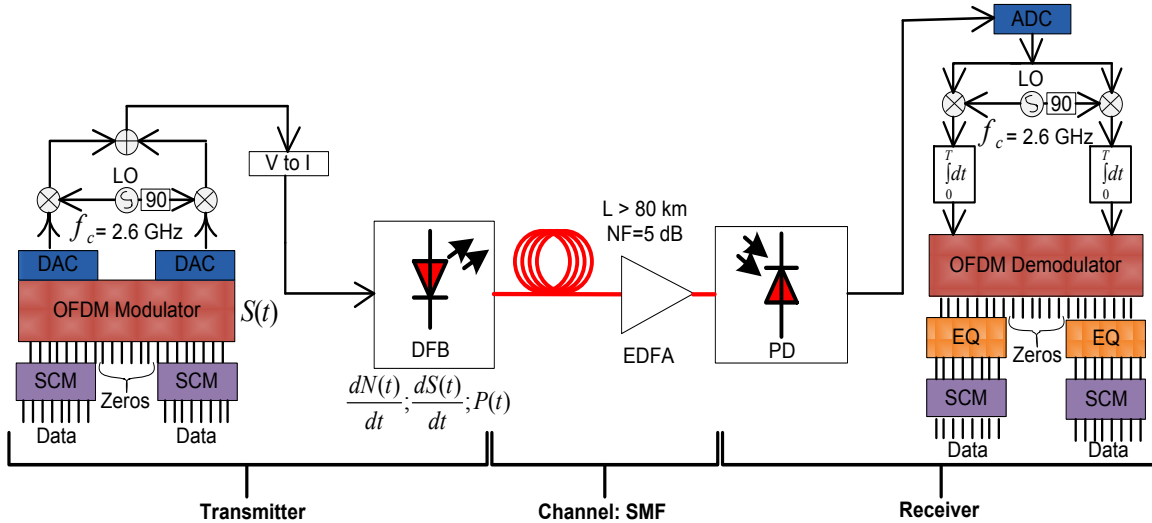 LO
90
f_c = 2.6 GHz
DAC
DAC
OFDM Modulator
S(t)
SCM
SCM
Zeros
Data
Data
V to I
DFB
dN(t)/dt ; dS(t)/dt ; P(t)
L > 80 km
NF=5 dB
EDFA
PD
ADC
LO
90
f_c = 2.6 GHz
T
∫dt
0
T
∫dt
0
OFDM Demodulator
EQ
EQ
Zeros
SCM
SCM
Data
Data
Transmitter
Channel: SMF
Receiver